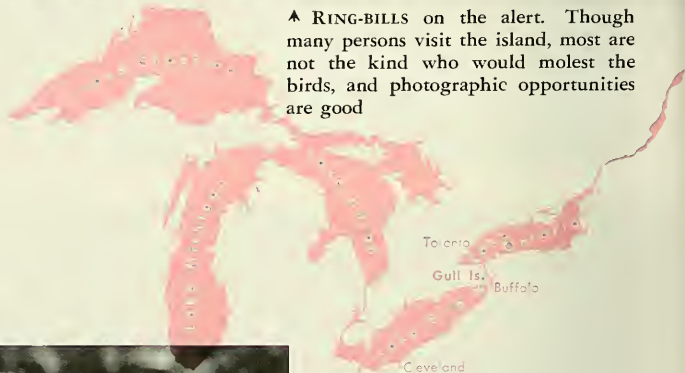 RING-BILLS on the alert. Though
many persons visit the island, most are
not the kind who would molest the
birds, and photographic opportunities
are good
Toronto
Gull Is.
Buffalo
Cleveland